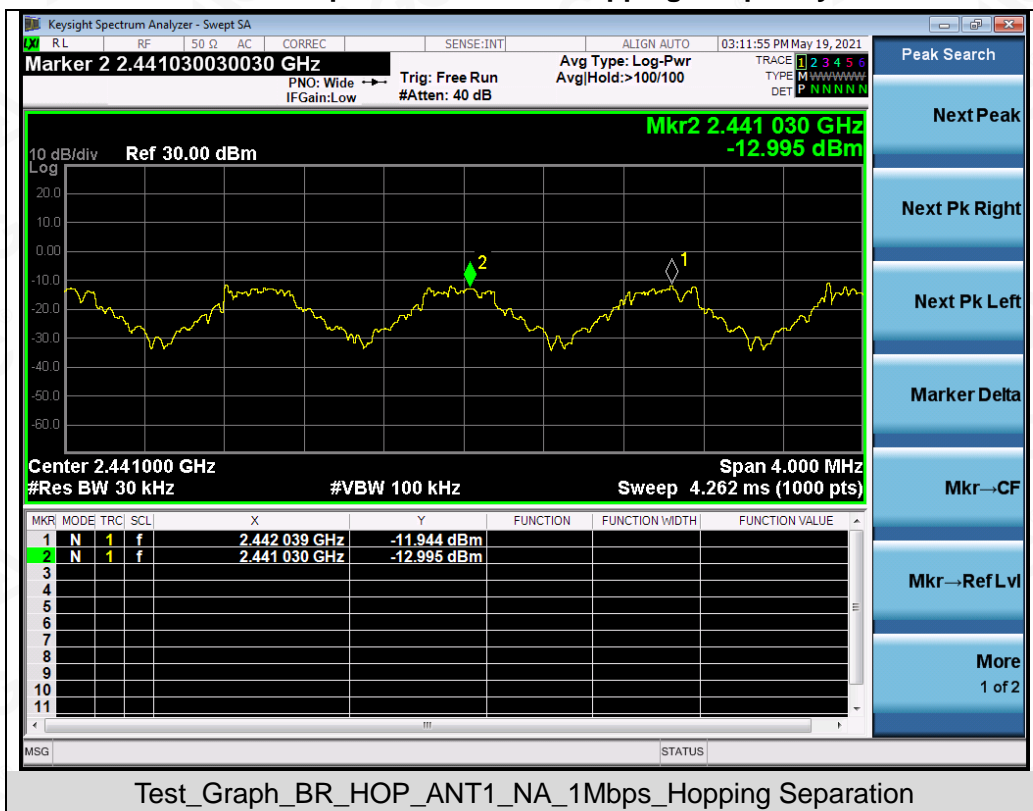 Keysight Spectrum Analyzer - Swept SA
LXI RL RF 50 Ω AC CORREC SENSE:INT ALIGN AUTO 03:11:55 PM May 19, 2021
Marker 2 2.441030030030 GHz
PNO: Wide
IFGain:Low
Trig: Free Run
#Atten: 40 dB
Avg Type: Log-Pwr
Avg|Hold:>100/100
TRACE 1 2 3 4 5 6
TYPE M WWWWW
DET P N N N N N
Mkr2 2.441 030 GHz
-12.995 dBm
10 dB/div Ref 30.00 dBm
Log
20.0
10.0
0.00
-10.0
-20.0
-30.0
-40.0
-50.0
-60.0
2
1
Center 2.441000 GHz Span 4.000 MHz
#Res BW 30 kHz #VBW 100 kHz Sweep 4.262 ms (1000 pts)
MKR MODE TRC SCL X Y FUNCTION FUNCTION WIDTH FUNCTION VALUE
1 N 1 f 2.442 039 GHz -11.944 dBm
2 N 1 f 2.441 030 GHz -12.995 dBm
3
4
5
6
7
8
9
10
11
MSG STATUS
Peak Search
Next Peak
Next Pk Right
Next Pk Left
Marker Delta
Mkr→CF
Mkr→Ref Lvl
More
1 of 2
Test_Graph_BR_HOP_ANT1_NA_1Mbps_Hopping Separation